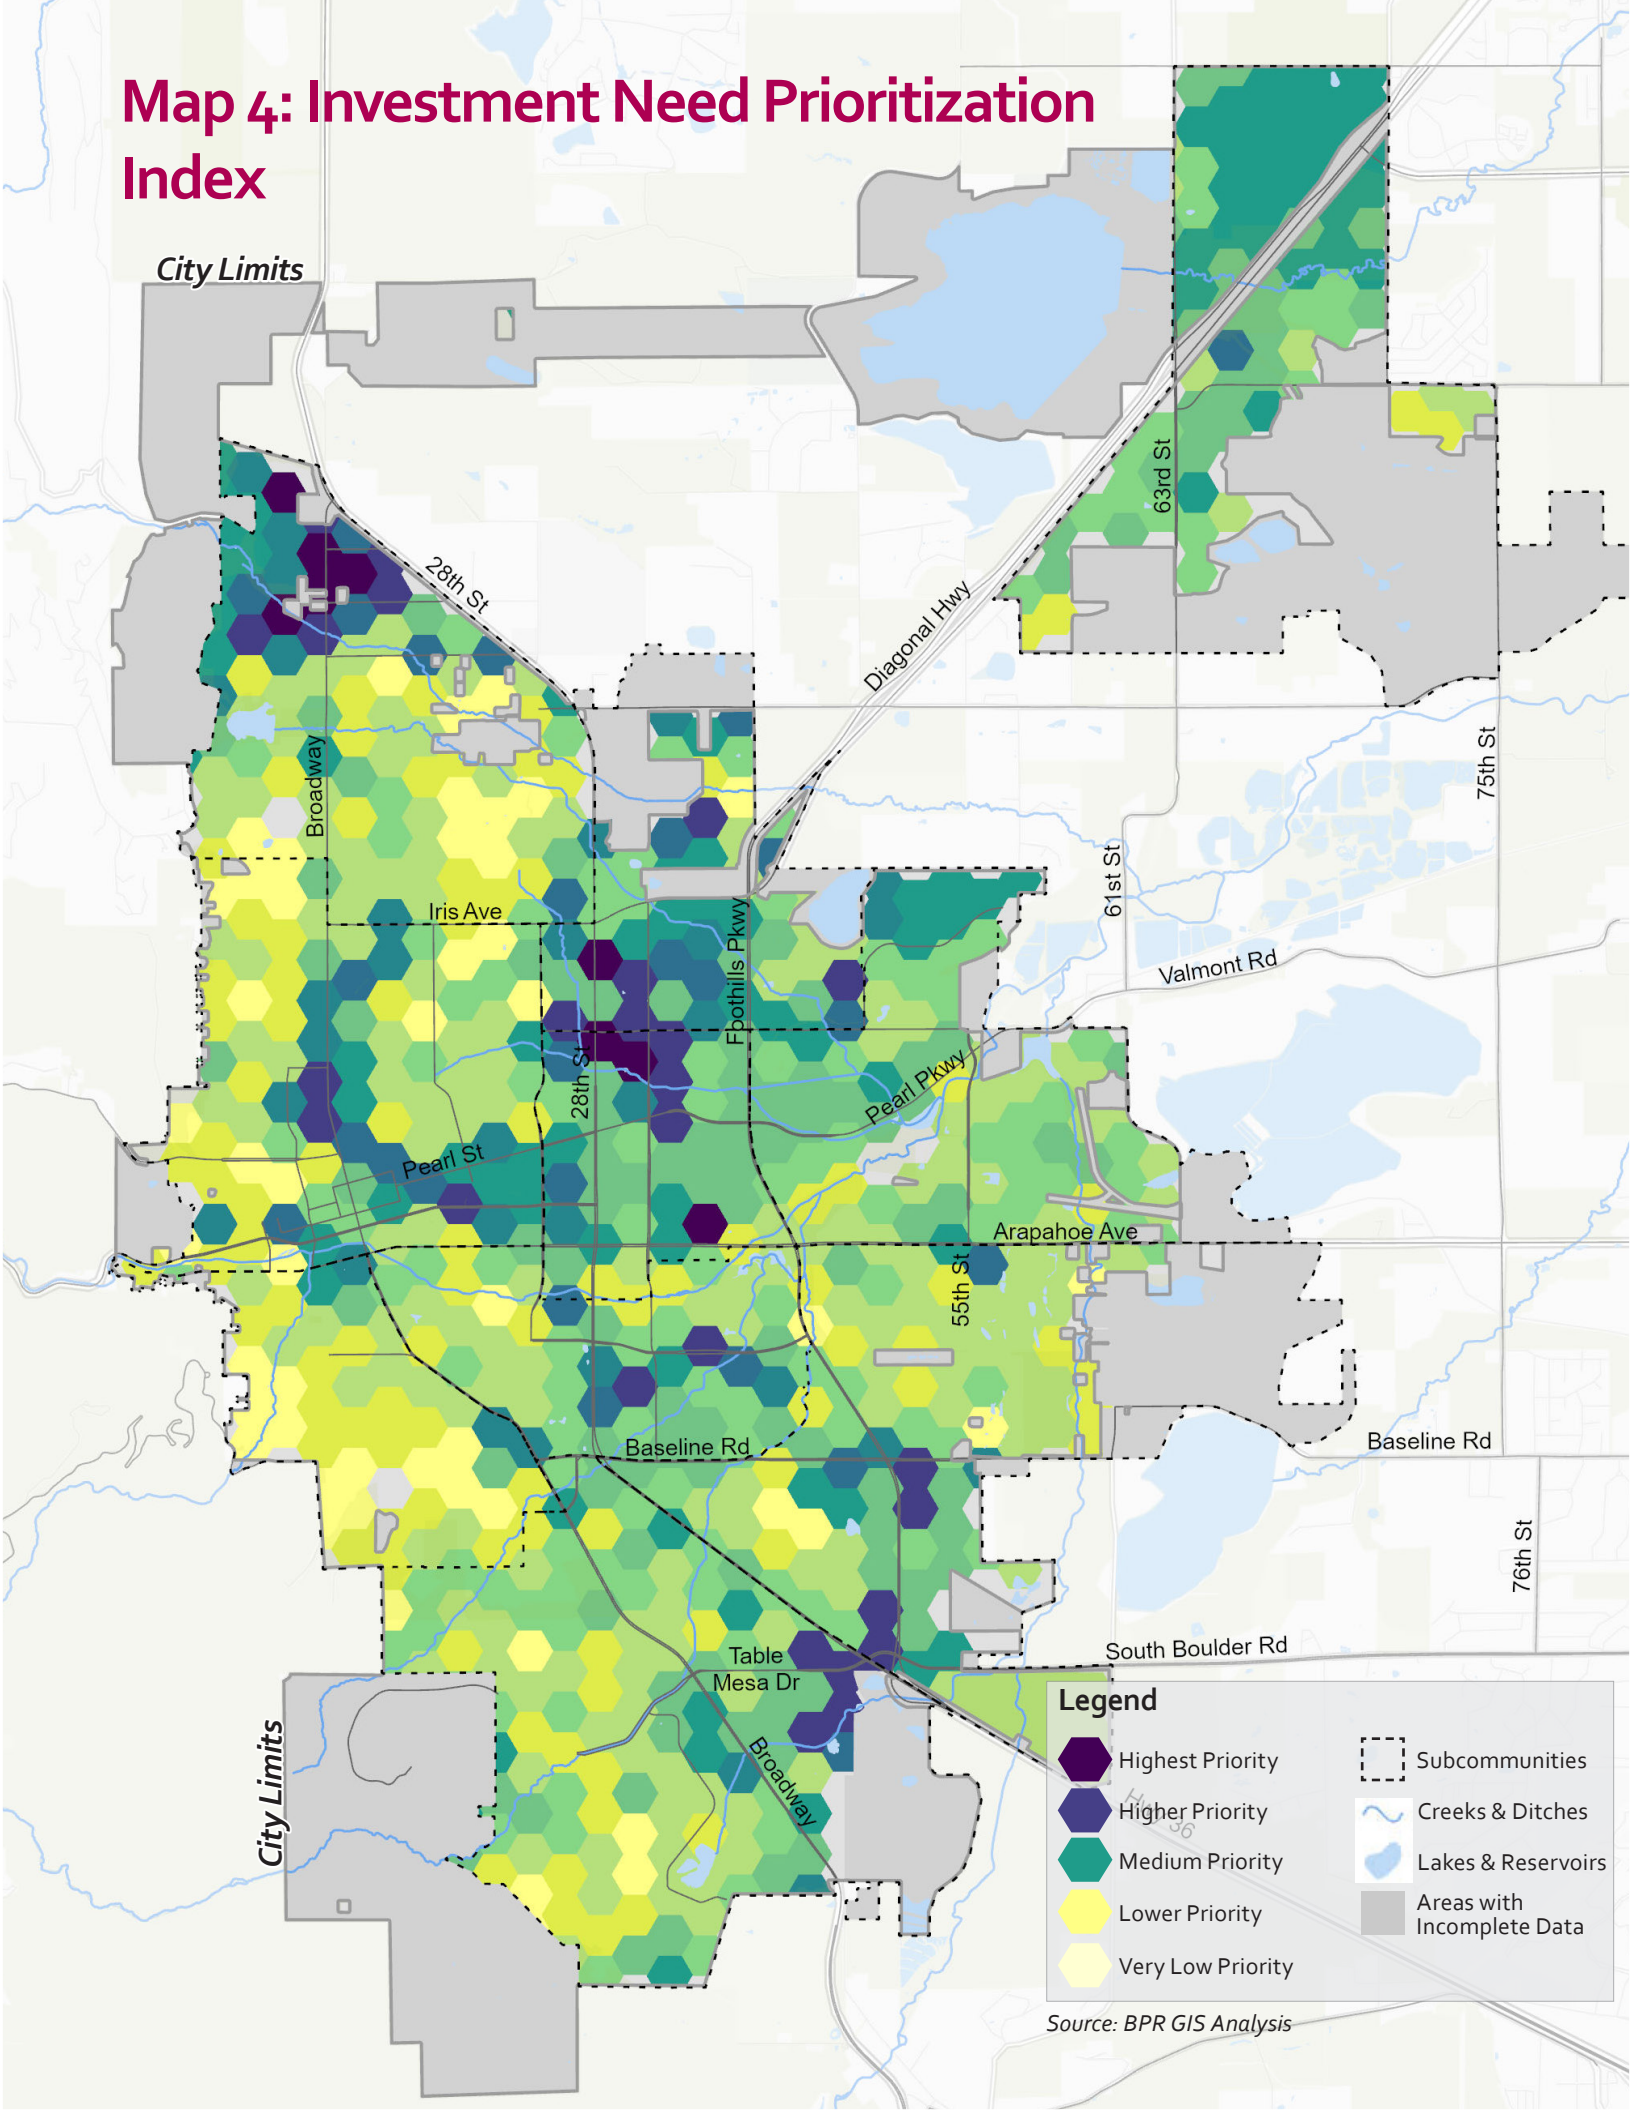 Map 4: Investment Need Prioritization
Index
City Limits
28th St
63rd St
Diagonal Hwy
Broadway
75th St
61st St
Iris Ave
Foothills Pkwy
Valmont Rd
28th St
Pearl Pkwy
Pearl St
Arapahoe Ave
55th St
Baseline Rd
Baseline Rd
76th St
South Boulder Rd
Table
Mesa Dr
Broadway
City Limits
Hwy 36
Legend
Highest Priority
Higher Priority
Medium Priority
Lower Priority
Very Low Priority
Subcommunities
Creeks & Ditches
Lakes & Reservoirs
Areas with
Incomplete Data
Source: BPR GIS Analysis